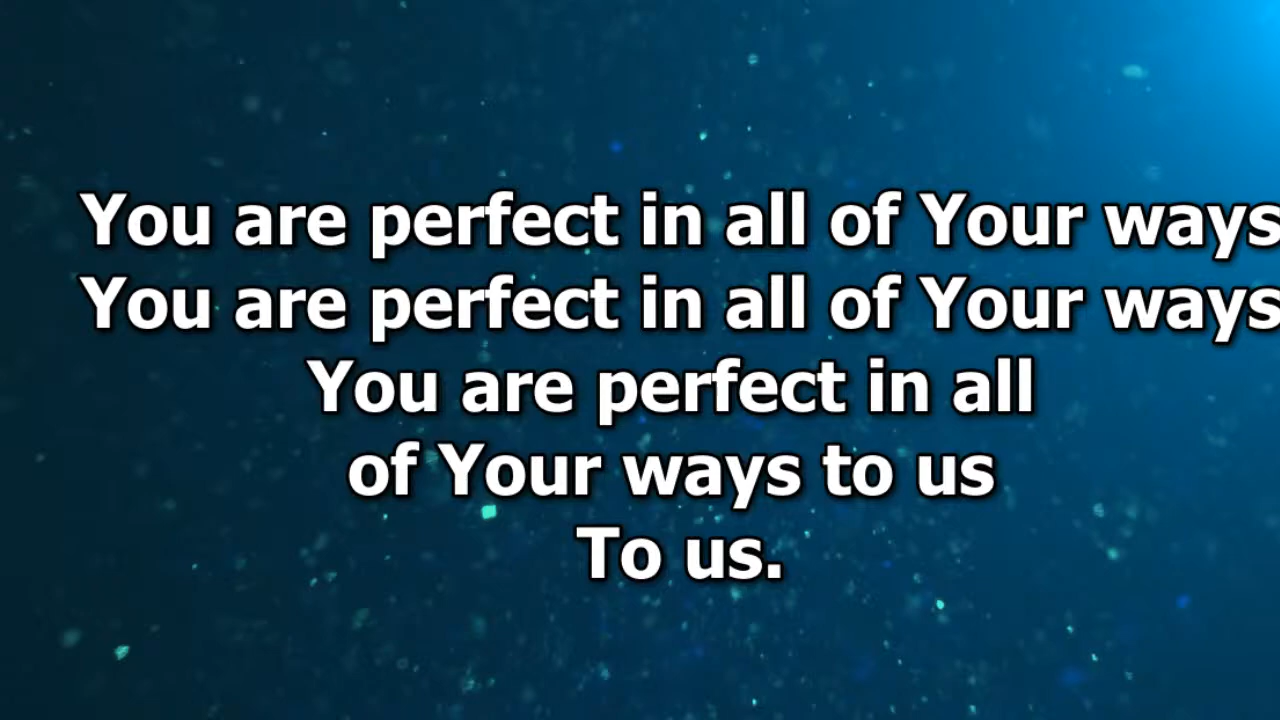 You are perfect in all of Your ways
You are perfect in all of Your ways
You are perfect in all
of Your ways to us
To us.